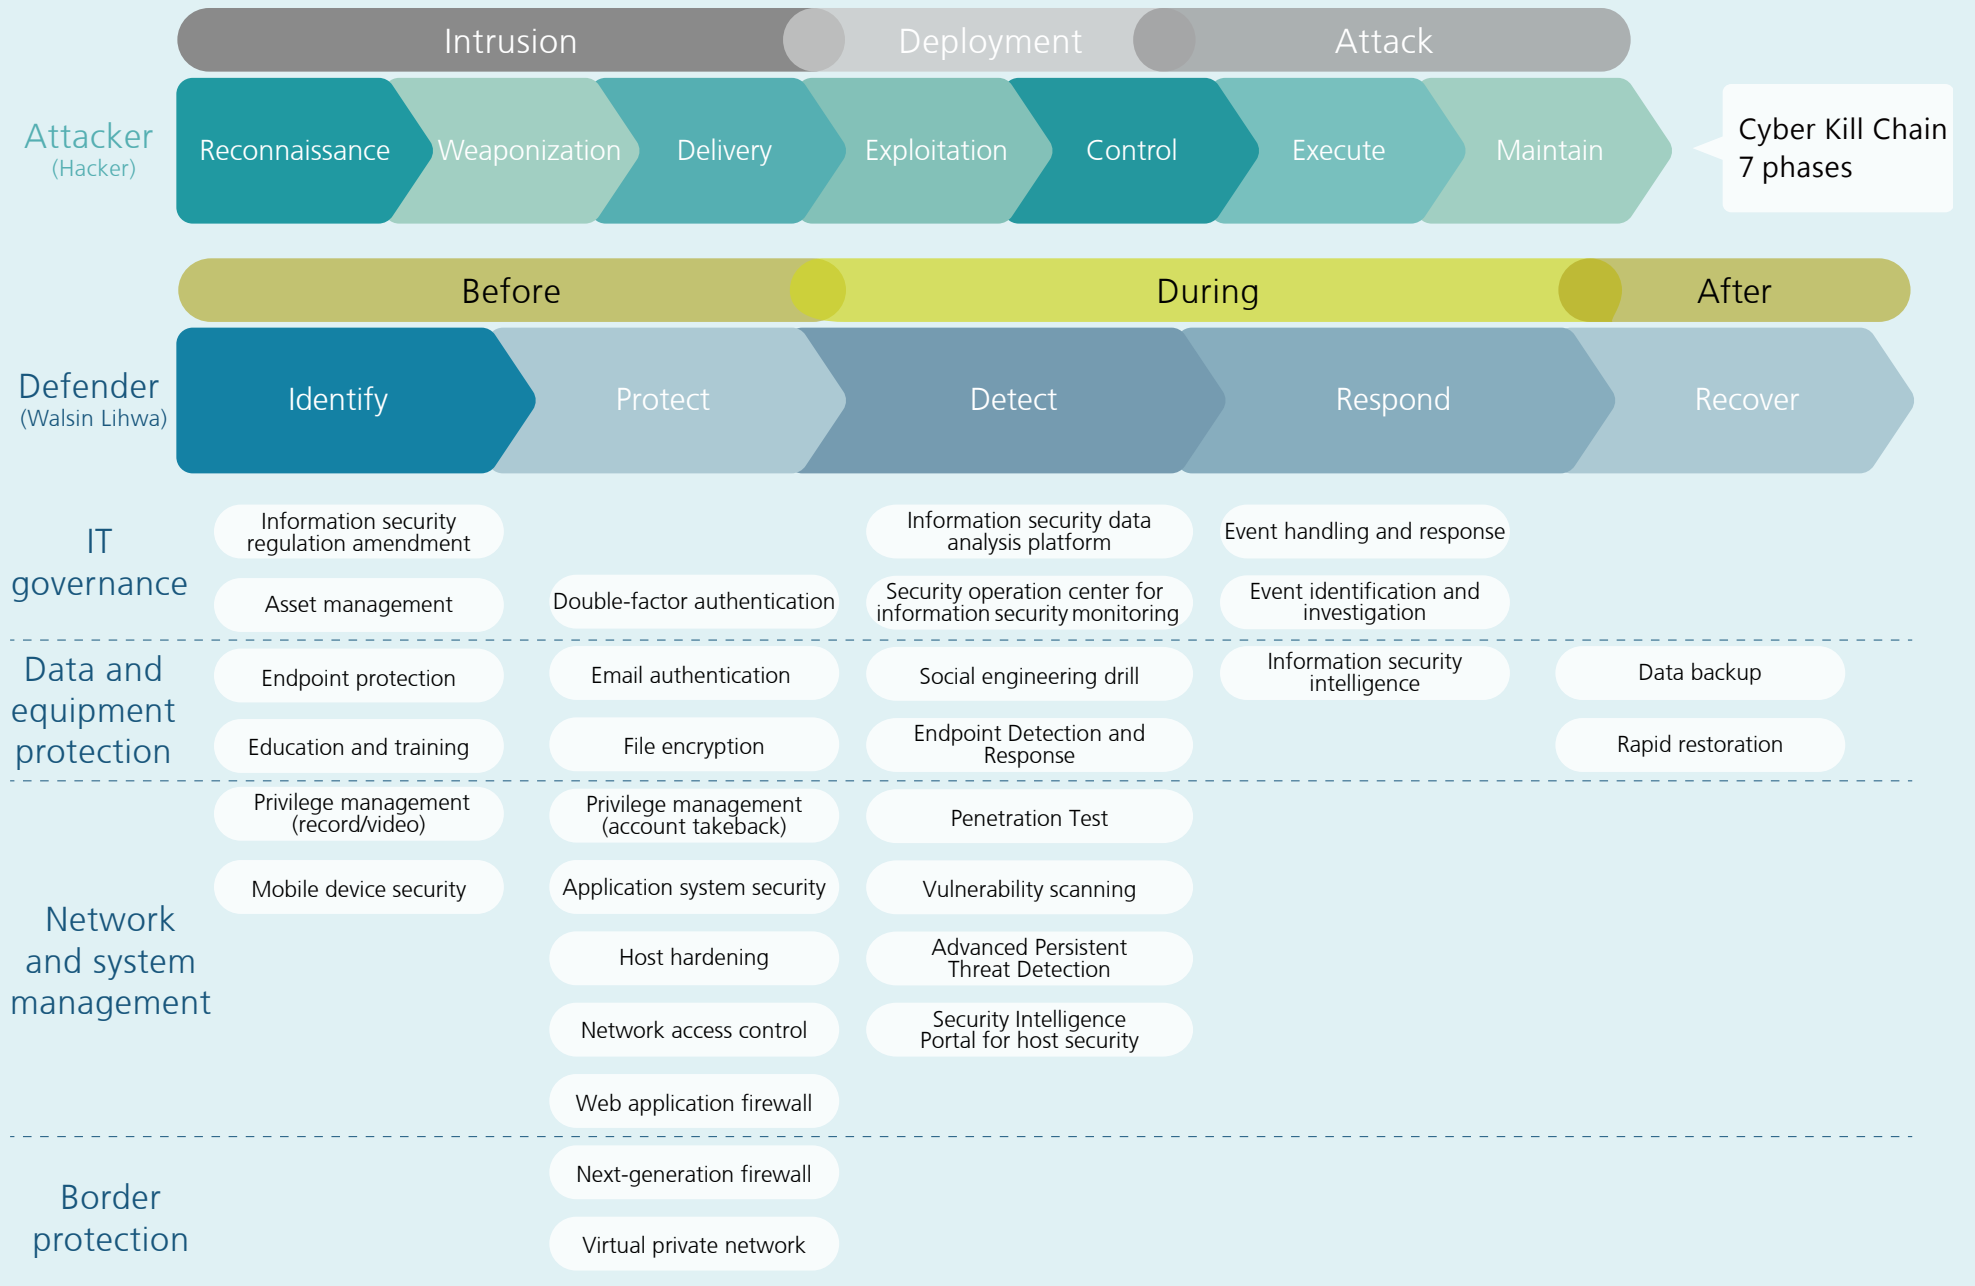 Intrusion
Deployment
Attack
Attacker
(Hacker)
Reconnaissance
Weaponization
Delivery
Exploitation
Control
Execute
Maintain
Cyber Kill Chain
7 phases
Before
During
After
Defender
(Walsin Lihwa)
Identify
Protect
Detect
Respond
Recover
IT
governance
Information security
regulation amendment
Information security data
analysis platform
Event handling and response
Asset management
Double-factor authentication
Security operation center for
information security monitoring
Event identification and
investigation
Data and
equipment
protection
Endpoint protection
Email authentication
Social engineering drill
Information security
intelligence
Data backup
Education and training
File encryption
Endpoint Detection and
Response
Rapid restoration
Network
and system
management
Privilege management
(record/video)
Privilege management
(account takeback)
Penetration Test
Mobile device security
Application system security
Vulnerability scanning
Host hardening
Advanced Persistent
Threat Detection
Network access control
Security Intelligence
Portal for host security
Web application firewall
Border
protection
Next-generation firewall
Virtual private network